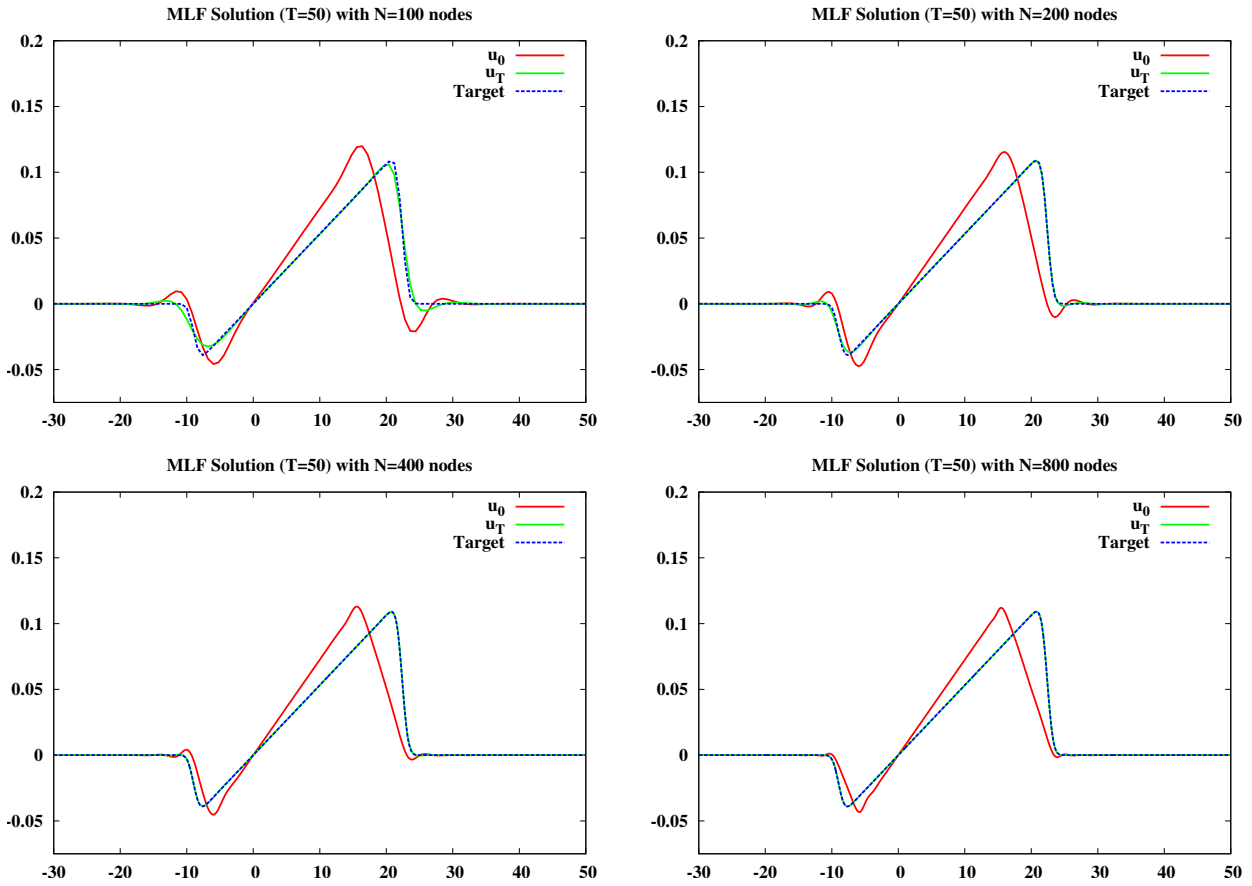 MLF Solution (T=50) with N=100 nodes
0.2
0.15
0.1
0.05
0
-0.05
-30 -20 -10 0 10 20 30 40 50
u0
uT
Target
MLF Solution (T=50) with N=200 nodes
0.2
0.15
0.1
0.05
0
-0.05
-30 -20 -10 0 10 20 30 40 50
u0
uT
Target
MLF Solution (T=50) with N=400 nodes
0.2
0.15
0.1
0.05
0
-0.05
-30 -20 -10 0 10 20 30 40 50
u0
uT
Target
MLF Solution (T=50) with N=800 nodes
0.2
0.15
0.1
0.05
0
-0.05
-30 -20 -10 0 10 20 30 40 50
u0
uT
Target